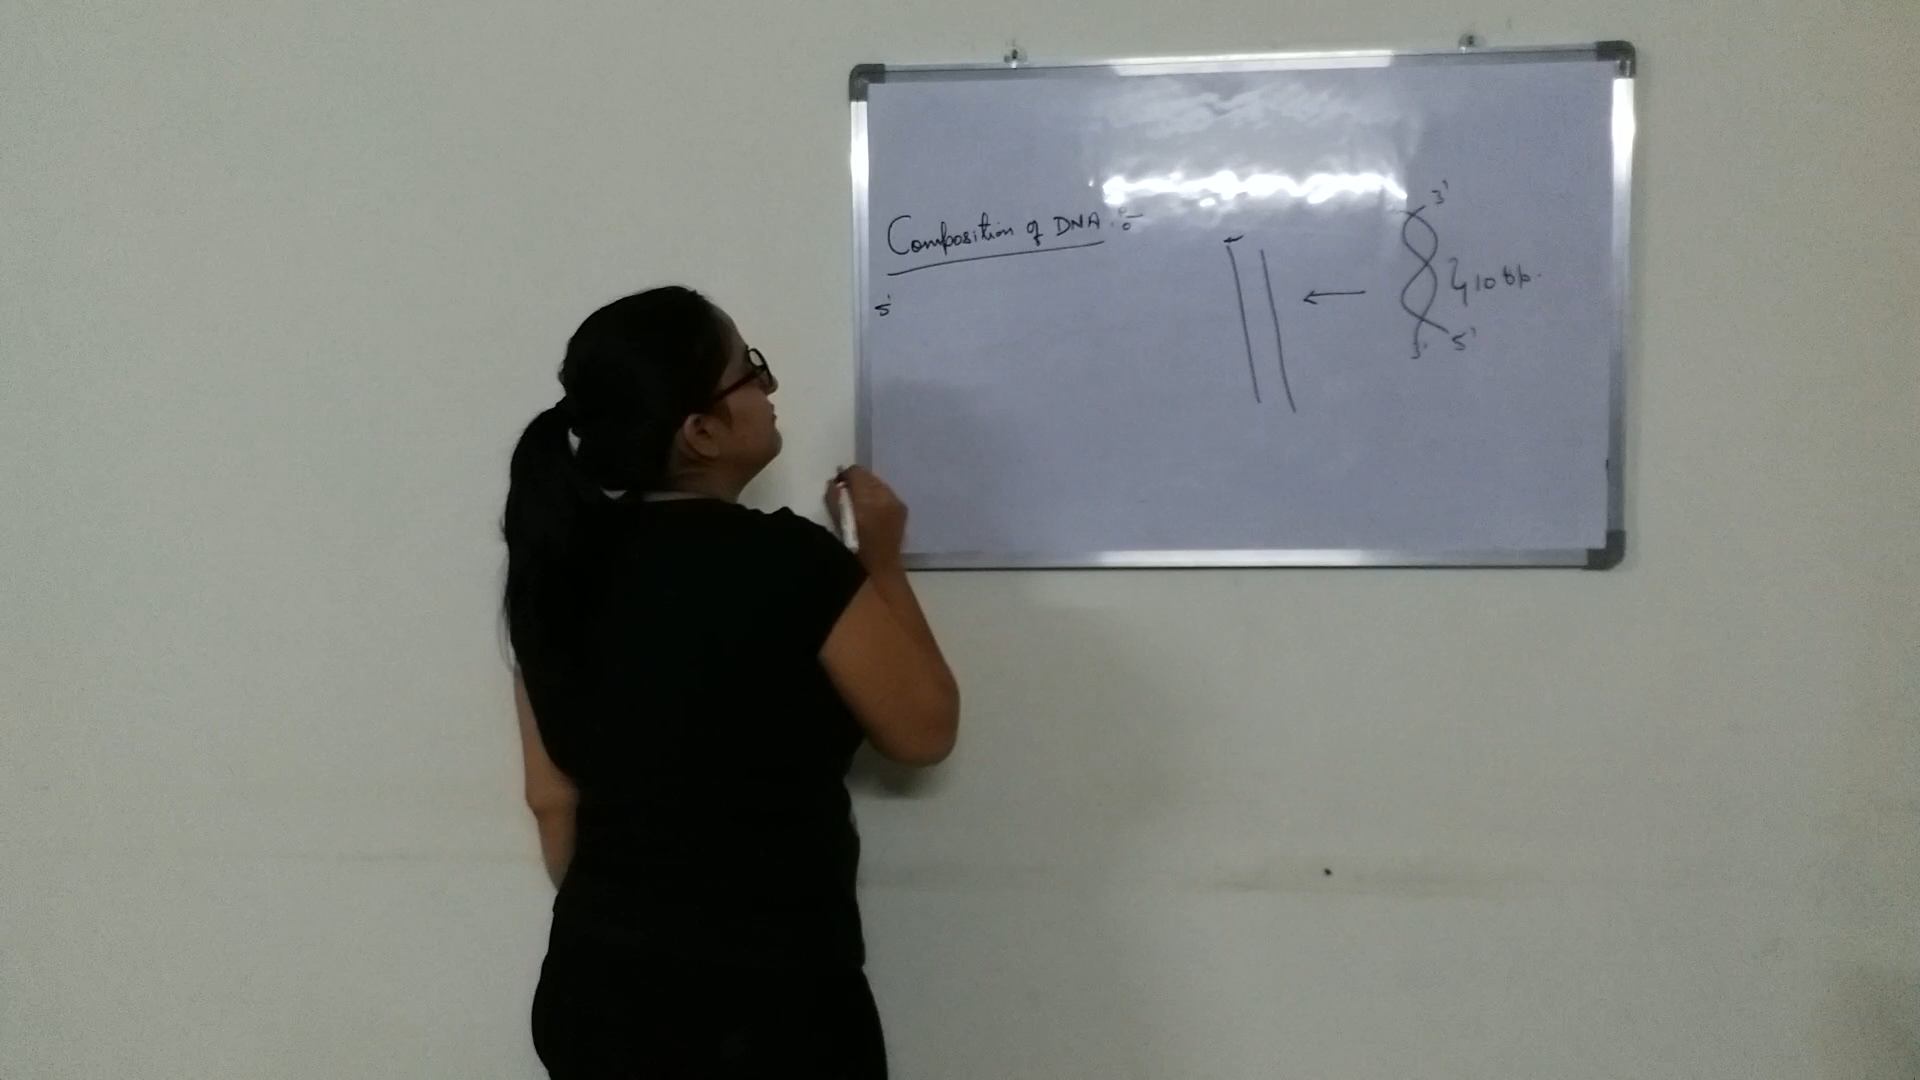 Composition of DNA :-
5'
3'
10 bp.
3' 5'